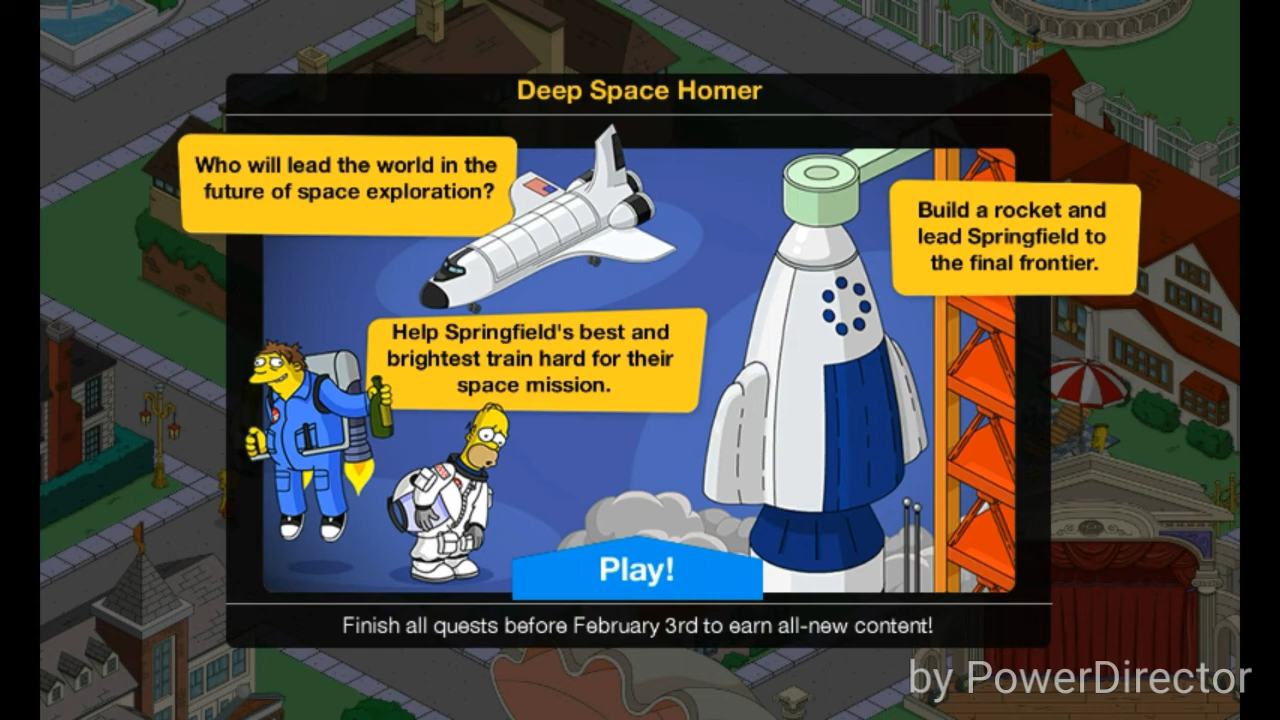 Deep Space Homer
Who will lead the world in the
future of space exploration?
Build a rocket and
lead Springfield to
the final frontier.
Help Springfield's best and
brightest train hard for their
space mission.
Play!
Finish all quests before February 3rd to earn all-new content!
by PowerDirector